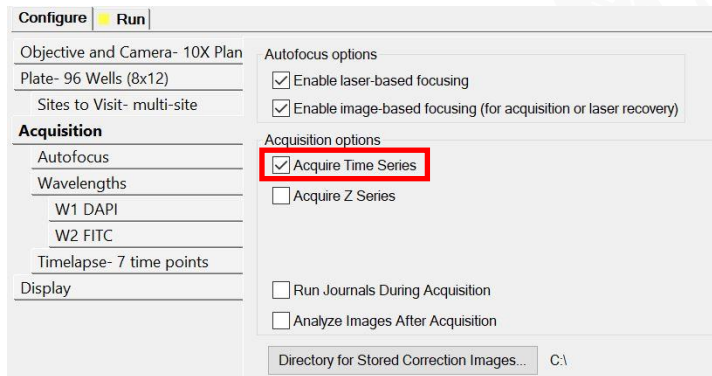 Configure Run
Objective and Camera- 10X Plan
Plate- 96 Wells (8x12)
Sites to Visit- multi-site
Acquisition
Autofocus
Wavelengths
W1 DAPI
W2 FITC
Timelapse- 7 time points
Display
Autofocus options
Enable laser-based focusing
Enable image-based focusing (for acquisition or laser recovery)
Acquisition options
Acquire Time Series
Acquire Z Series
Run Journals During Acquisition
Analyze Images After Acquisition
Directory for Stored Correction Images... C:\